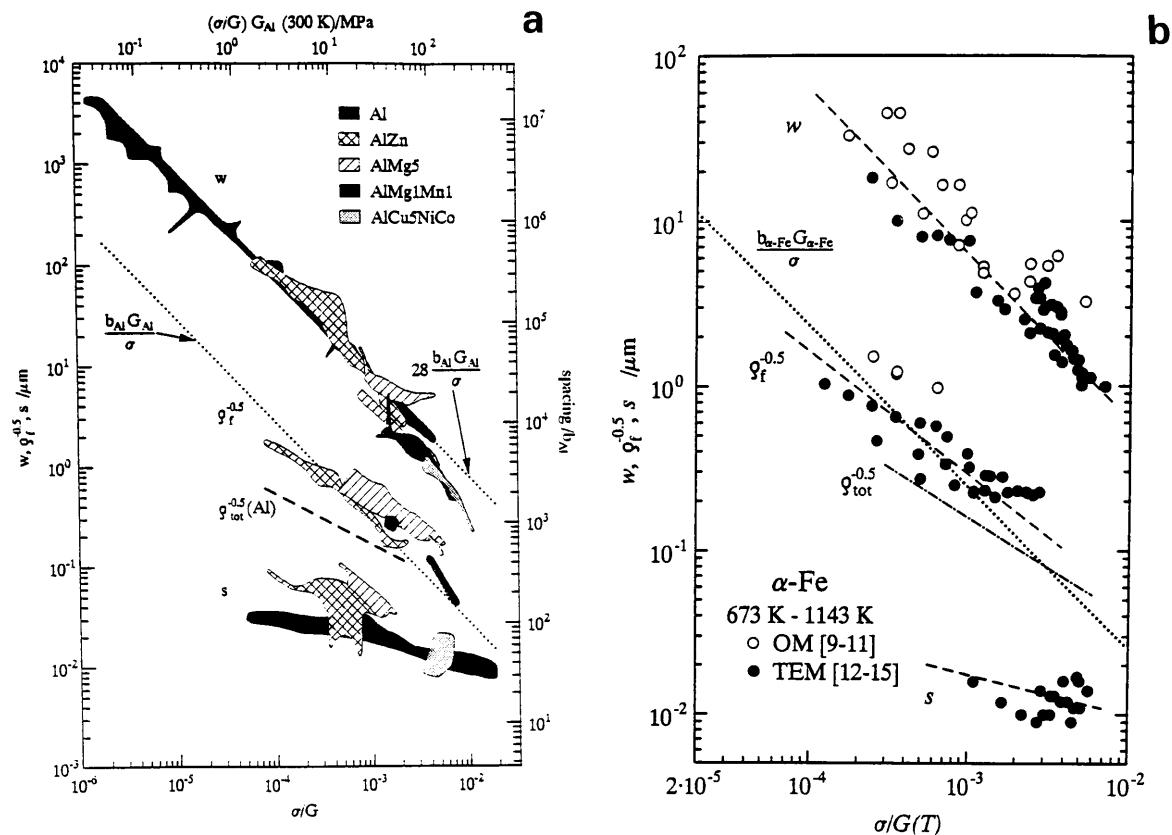 a
(σ/G) G_Al (300 K)/MPa
10^-1 10^0 10^1 10^2
10^4
10^3
10^2
10^1
10^0
10^-1
10^-2
10^-3
w, ϱ_f^-0.5, s /μm
10^7
10^6
10^5
10^4
10^3
10^2
10^1
spacing/b_Al
Al
AlZn
AlMg5
AlMg1Mn1
AlCu5NiCo
w
b_Al G_Al
σ
28 b_Al G_Al
σ
ϱ_f^-0.5
ϱ_tot^-0.5 (Al)
s
10^-6 10^-5 10^-4 10^-3 10^-2
σ/G
b
10^2
10^1
10^0
10^-1
10^-2
w, ϱ_f^-0.5, s /μm
w
b_α-Fe G_α-Fe
σ
ϱ_f^-0.5
ϱ_tot^-0.5
α-Fe
673 K - 1143 K
OM [9-11]
TEM [12-15]
s
2·10^-5 10^-4 10^-3 10^-2
σ/G(T)